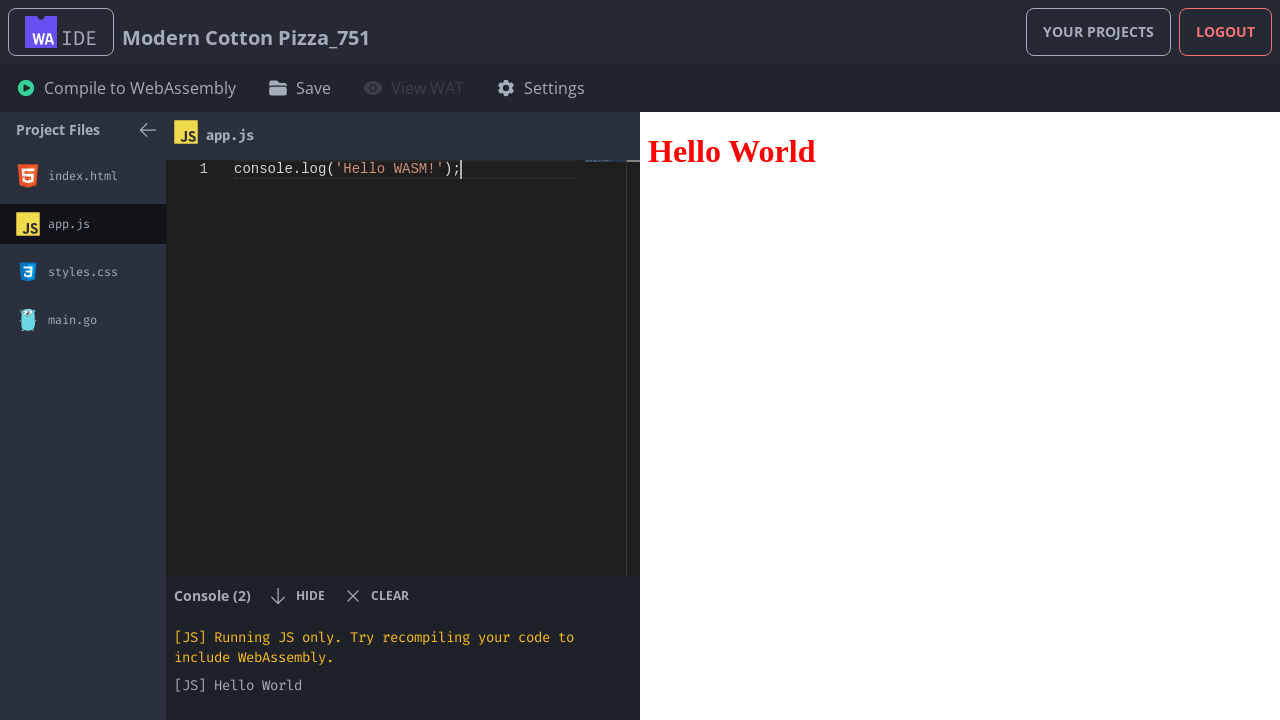 WA IDE
Modern Cotton Pizza_751
YOUR PROJECTS
LOGOUT
Compile to WebAssembly
Save
View WAT
Settings
Project Files
index.html
JS app.js
3 styles.css
main.go
JS app.js
1 console.log('Hello WASM!');
Console (2)
HIDE
CLEAR
[JS] Running JS only. Try recompiling your code to
include WebAssembly.
[JS] Hello World
Hello World